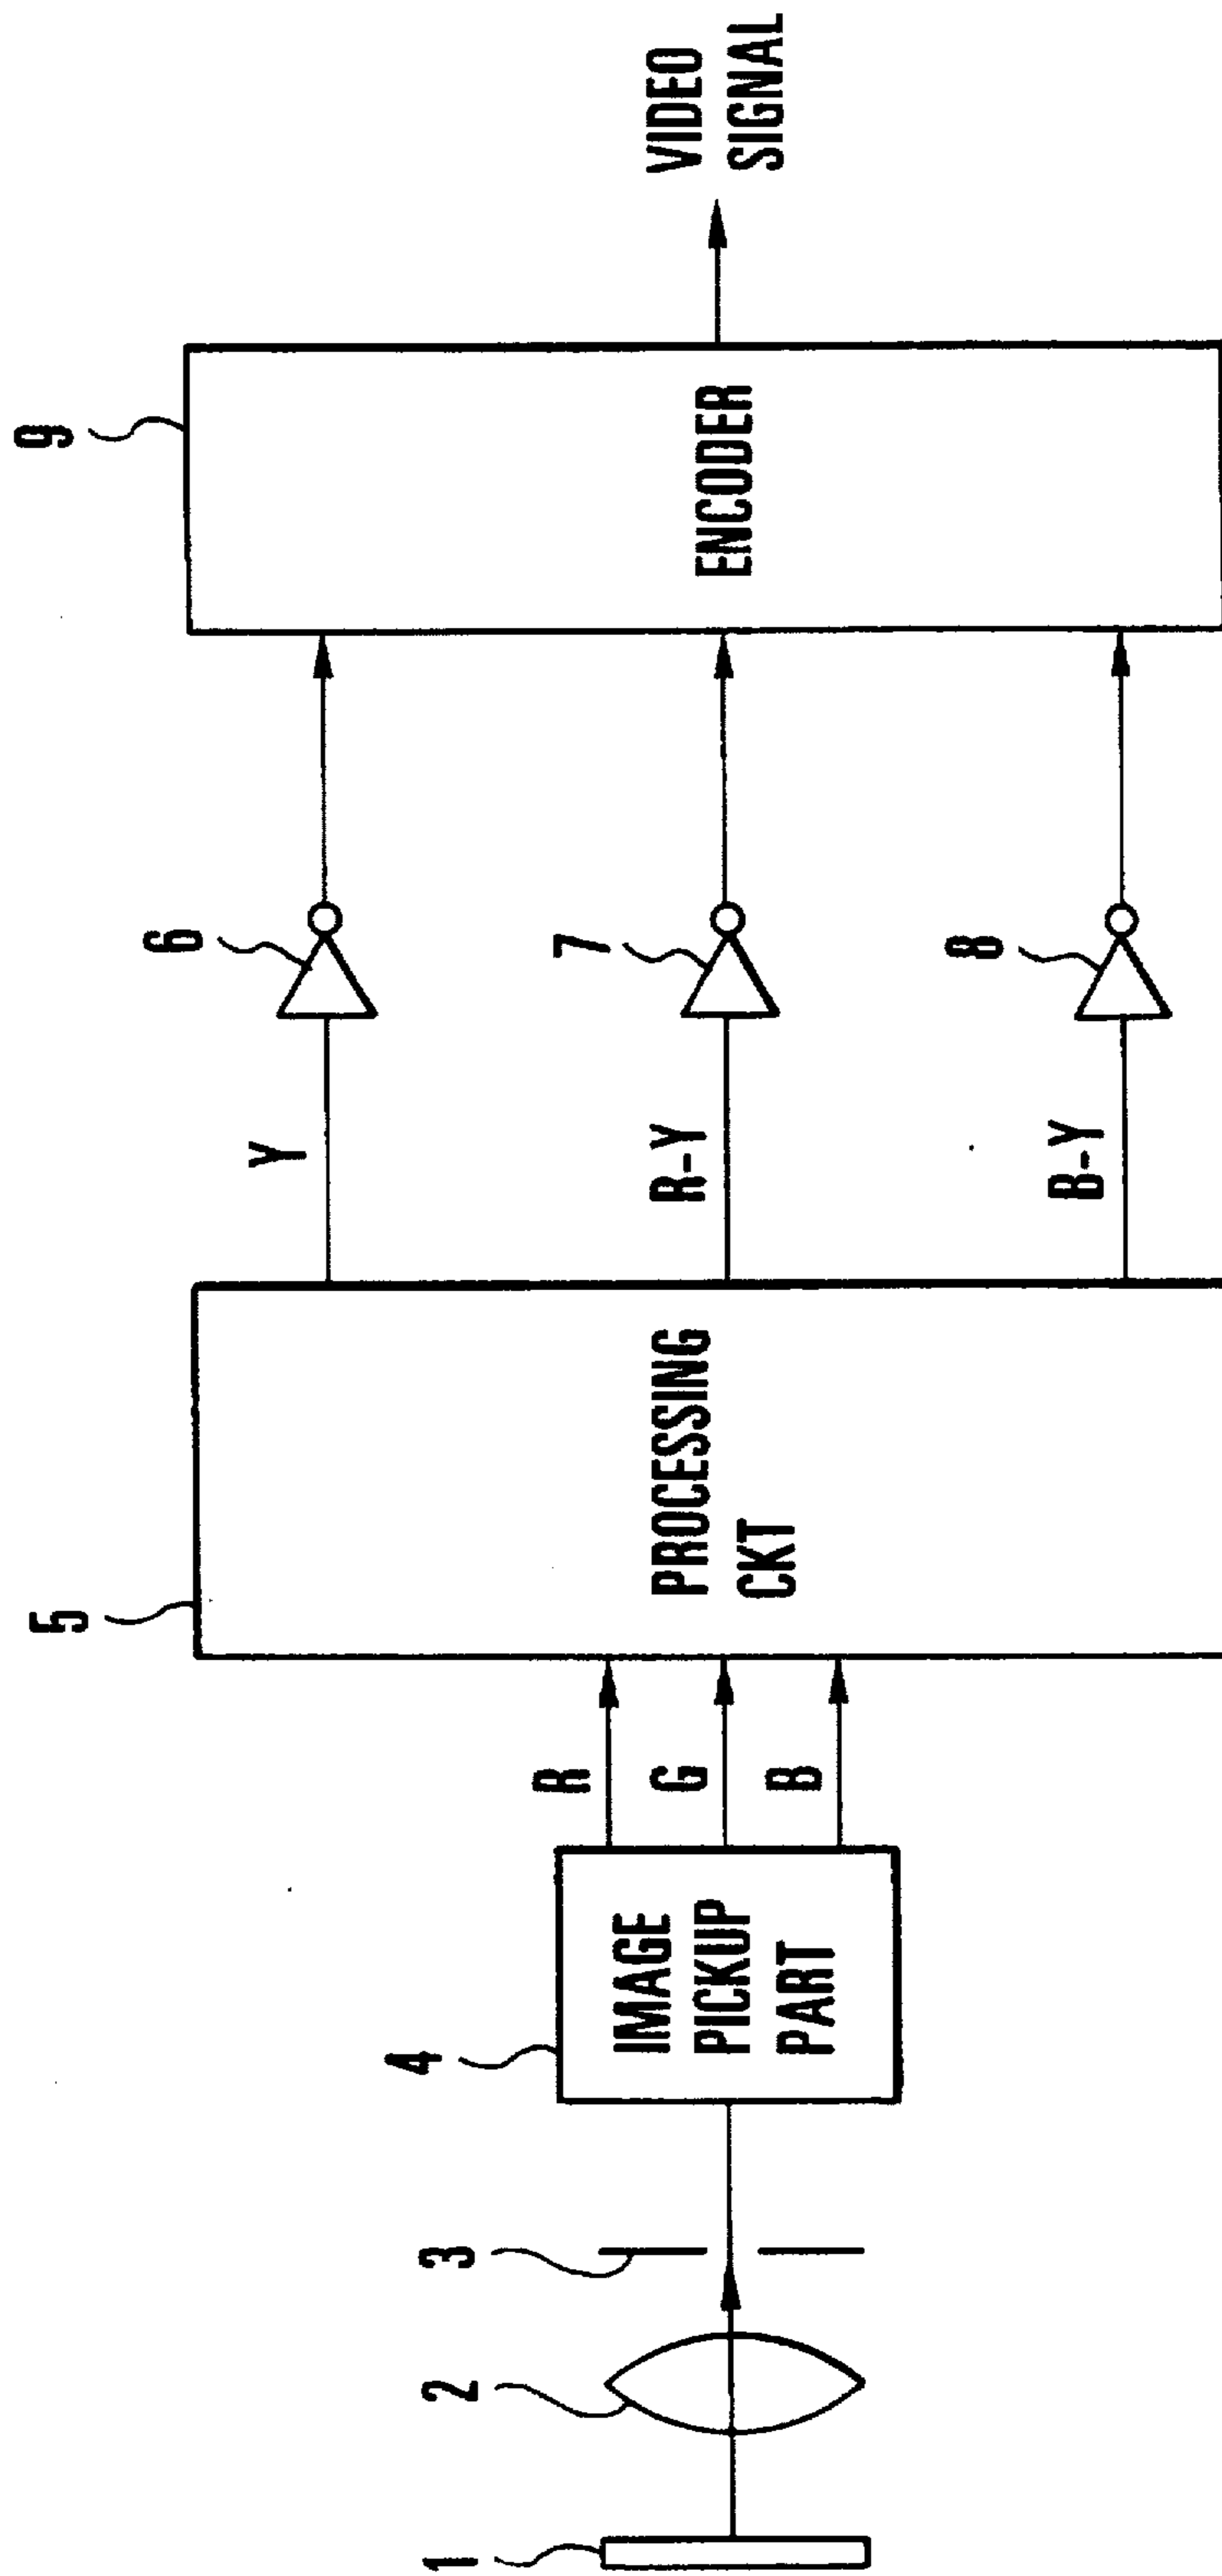 1
2
3
4
IMAGE
PICKUP
PART
R
G
B
5
PROCESSING
CKT
Y
R-Y
B-Y
6
7
8
9
ENCODER
VIDEO
SIGNAL